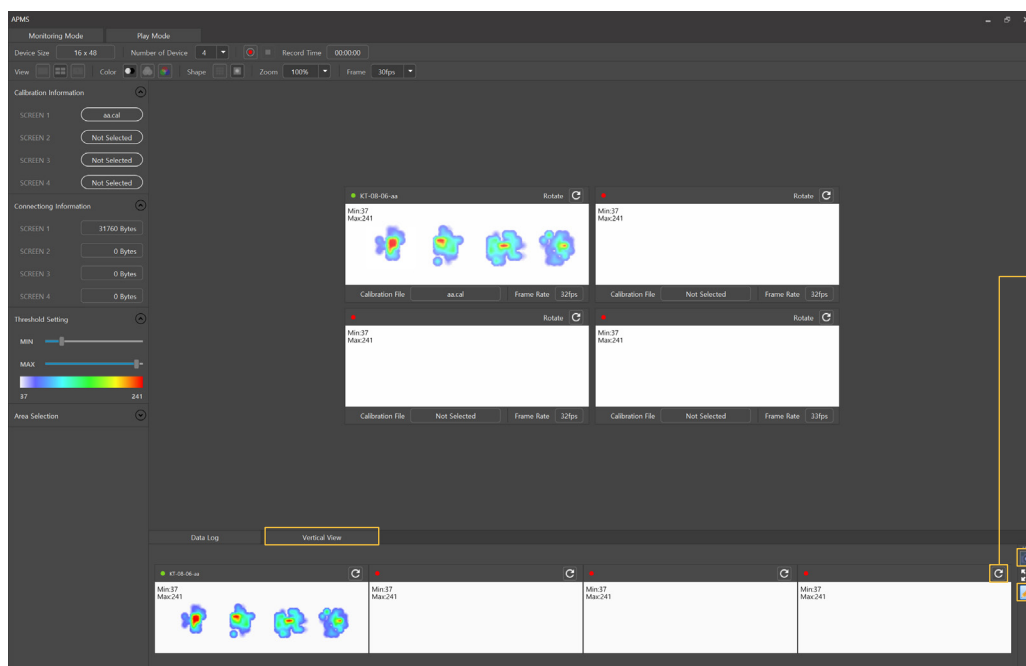 APMS
Monitoring Mode Play Mode
Device Size 16 x 48 Number of Device 4 Record Time 00:00:00
View Color Shape Zoom 100% Frame 30fps
Calibration Information
SCREEN 1 aa.cal
SCREEN 2 Not Selected
SCREEN 3 Not Selected
SCREEN 4 Not Selected
Connectiong Information
SCREEN 1 31760 Bytes
SCREEN 2 0 Bytes
SCREEN 3 0 Bytes
SCREEN 4 0 Bytes
Threshold Setting
MIN
MAX
37 241
Area Selection
KT-08-06-aa Rotate
Min:37
Max:241
Calibration File aa.cal Frame Rate 32fps
Rotate
Min:37
Max:241
Calibration File Not Selected Frame Rate 32fps
Rotate
Min:37
Max:241
Calibration File Not Selected Frame Rate 32fps
Rotate
Min:37
Max:241
Calibration File Not Selected Frame Rate 33fps
Data Log Vertical View
KT-08-06-aa
Min:37
Max:241
Min:37
Max:241
Min:37
Max:241
Min:37
Max:241